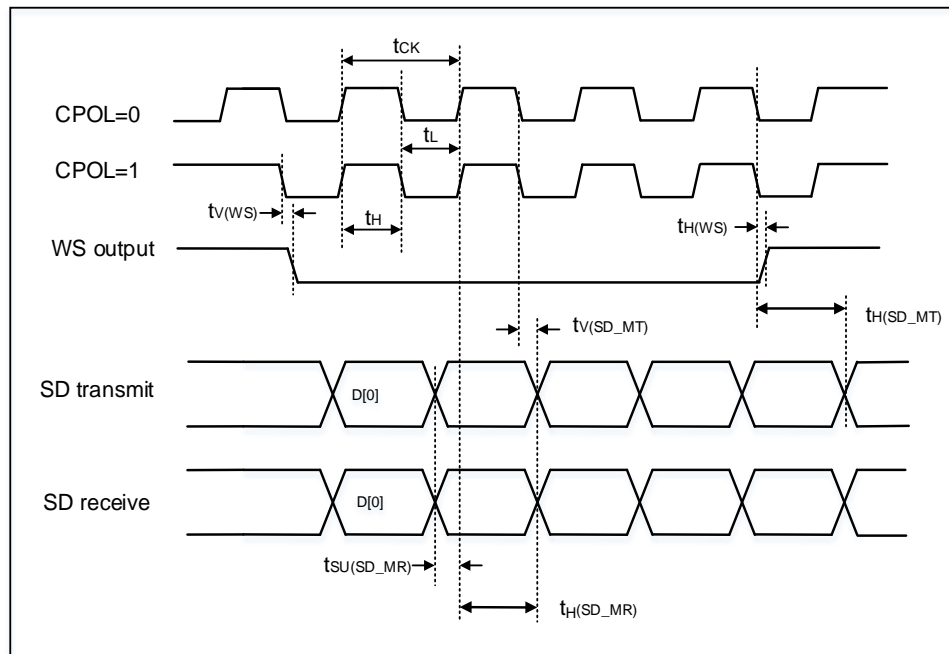 tCK
CPOL=0
tL
CPOL=1
tV(WS)
tH
tH(WS)
WS output
tV(SD_MT)
tH(SD_MT)
SD transmit
D[0]
SD receive
D[0]
tSU(SD_MR)
tH(SD_MR)